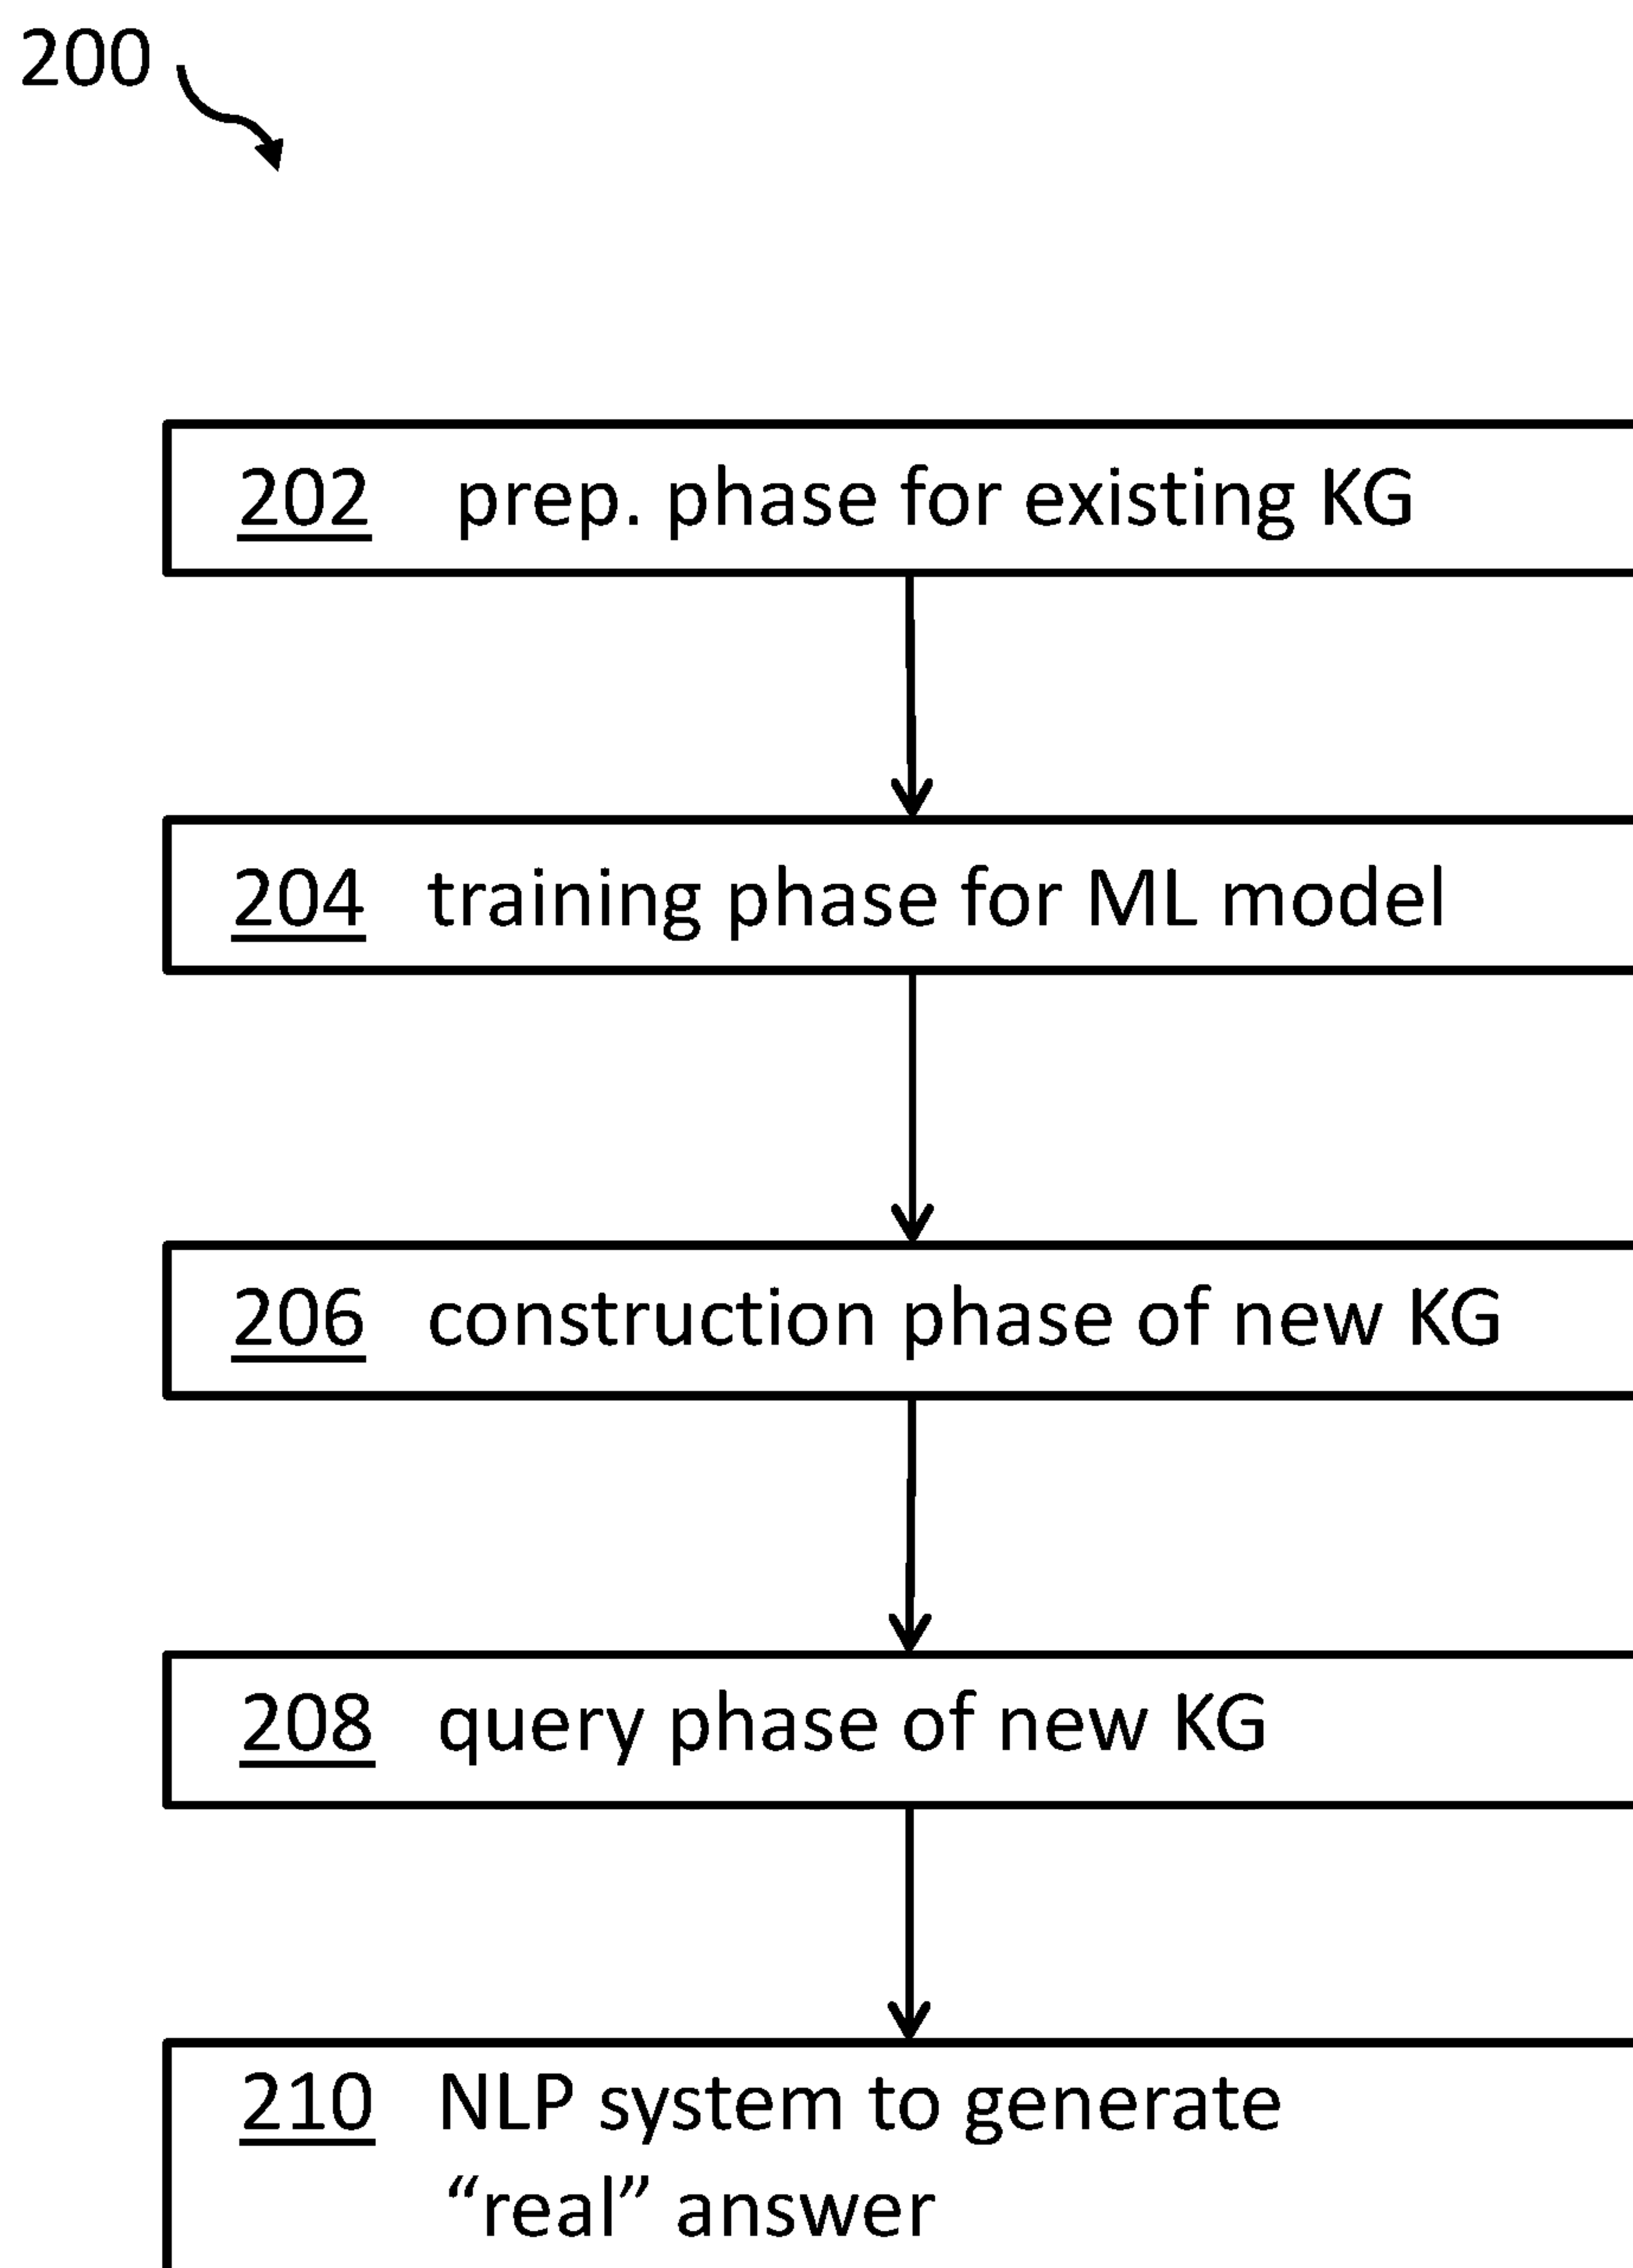 200
202 prep. phase for existing KG
204 training phase for ML model
206 construction phase of new KG
208 query phase of new KG
210 NLP system to generate
“real” answer